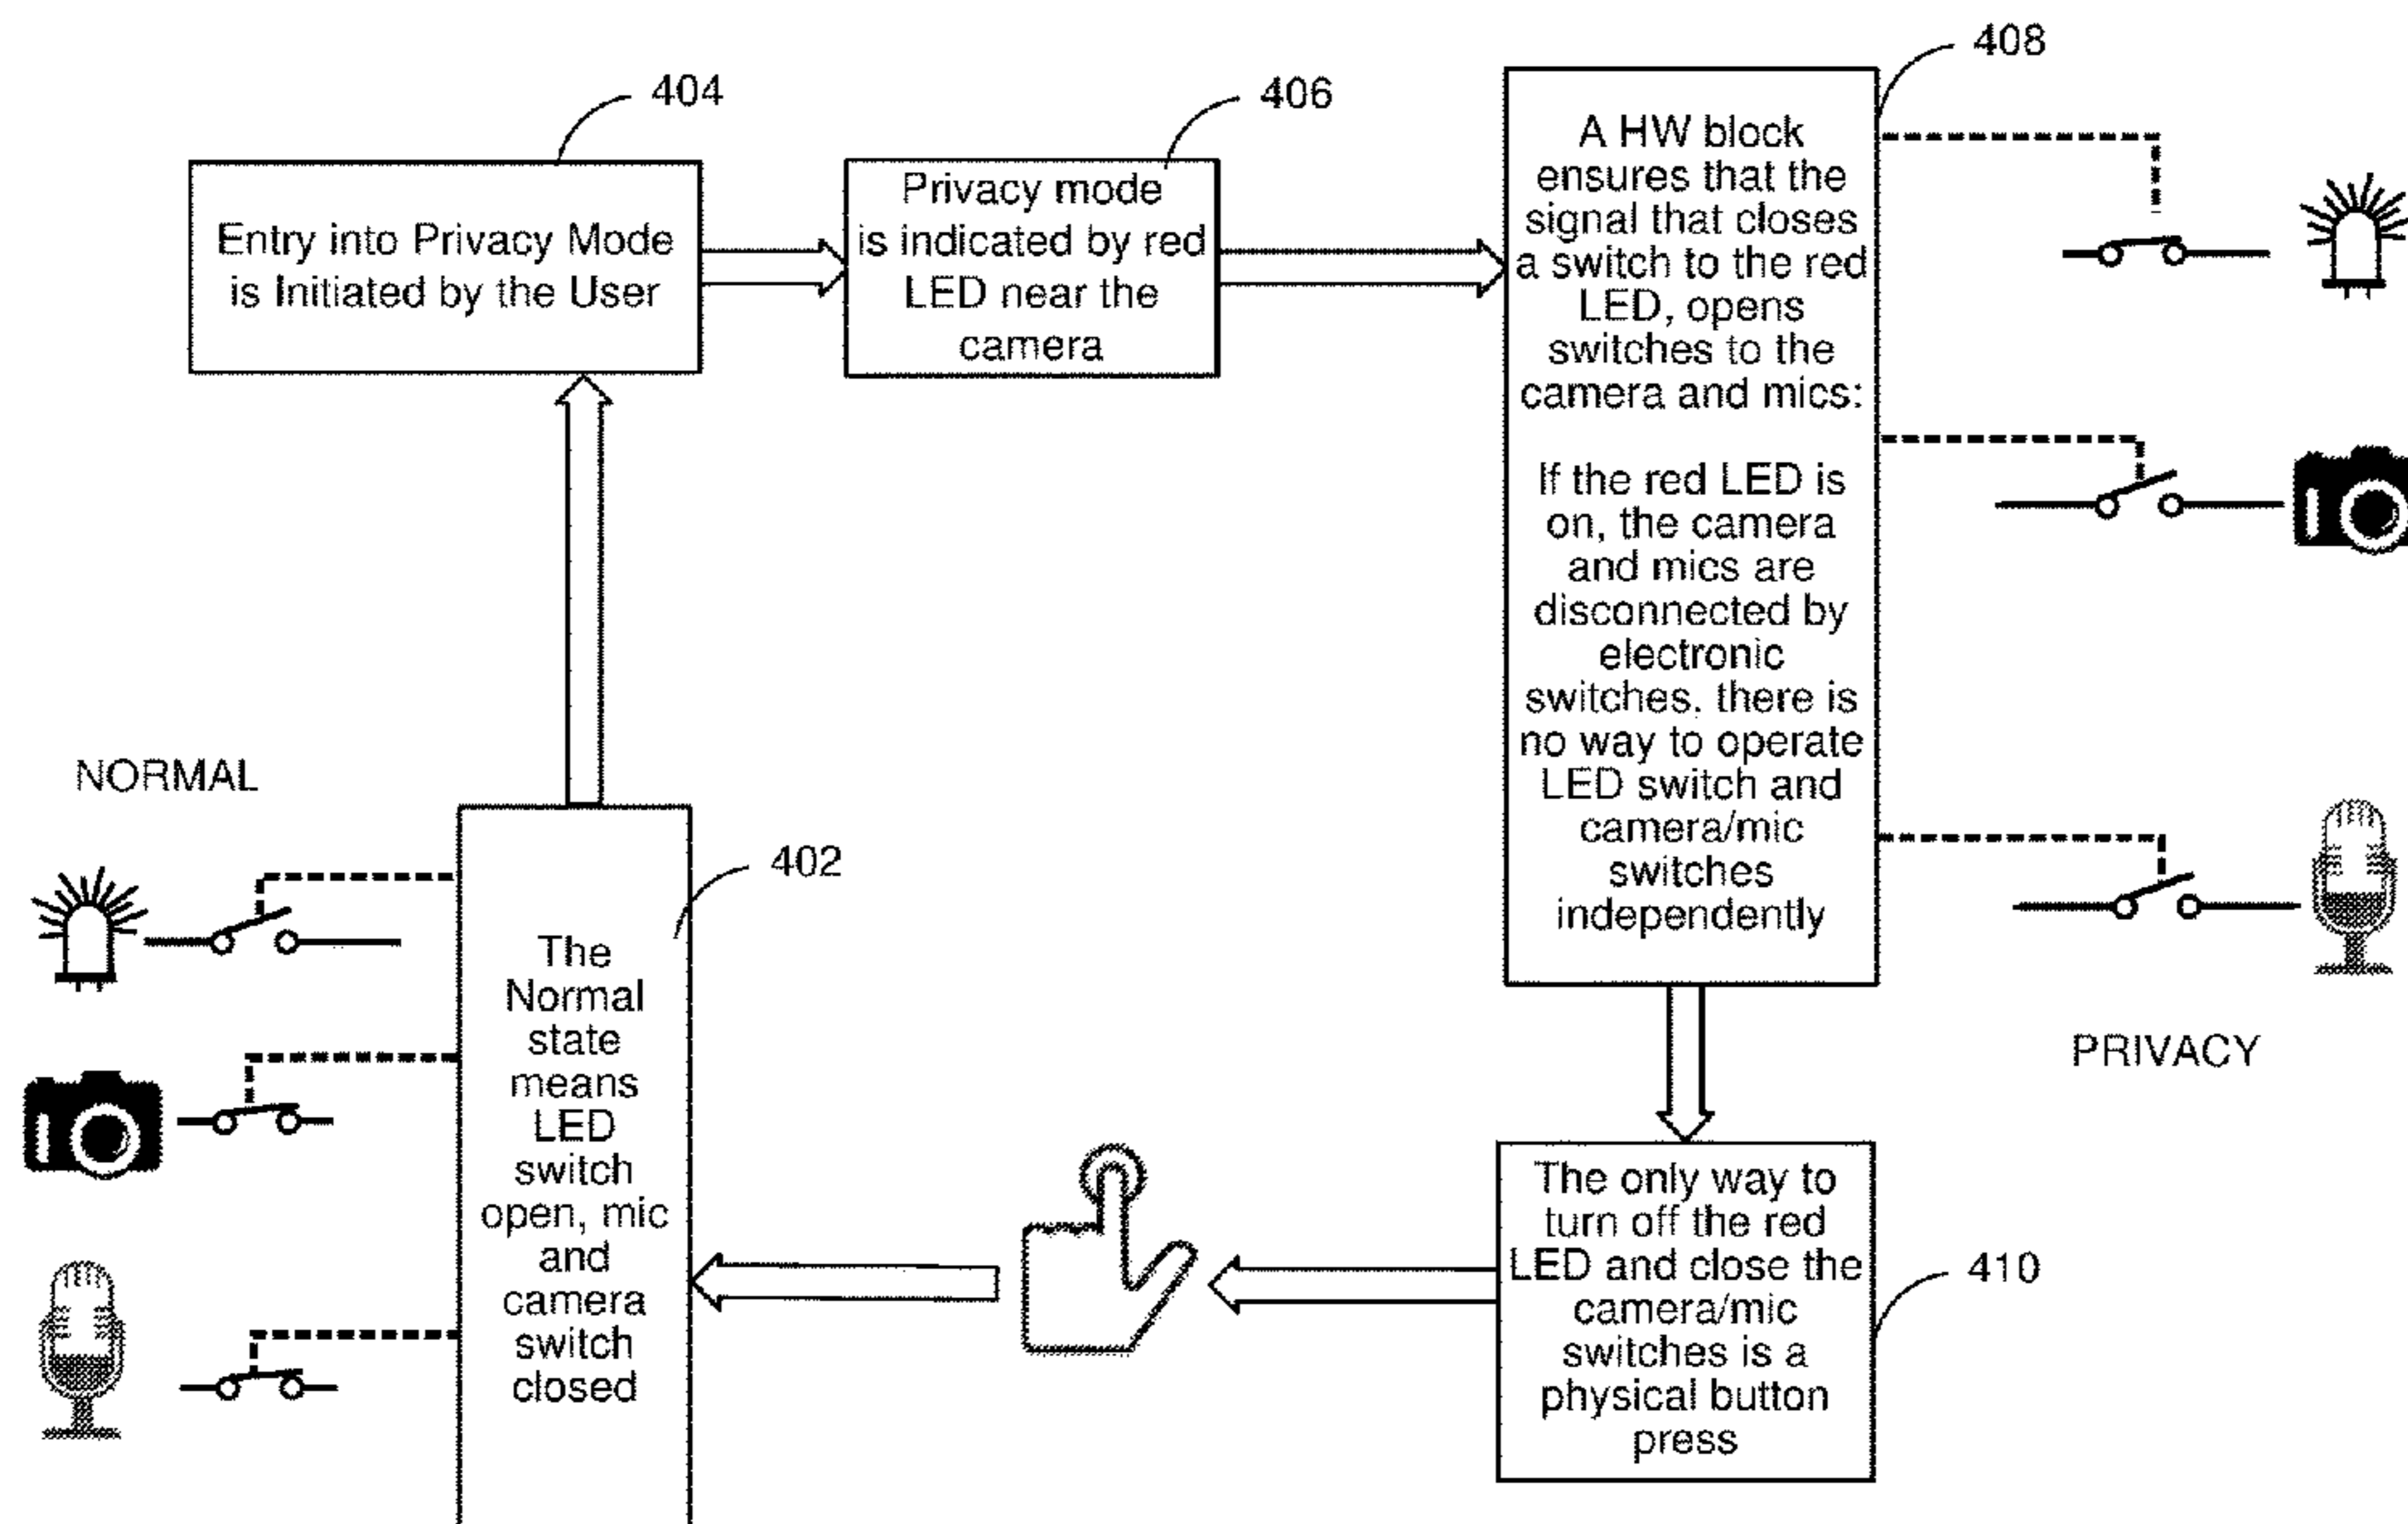 404
Entry into Privacy Mode
is Initiated by the User
406
Privacy mode
is indicated by red
LED near the
camera
408
A HW block
ensures that the
signal that closes
a switch to the red
LED, opens
switches to the
camera and mics:
If the red LED is
on, the camera
and mics are
disconnected by
electronic
switches. there is
no way to operate
LED switch and
camera/mic
switches
independently
PRIVACY
The only way to
turn off the red
LED and close the
camera/mic
switches is a
physical button
press
410
NORMAL
402
The
Normal
state
means
LED
switch
open, mic
and
camera
switch
closed